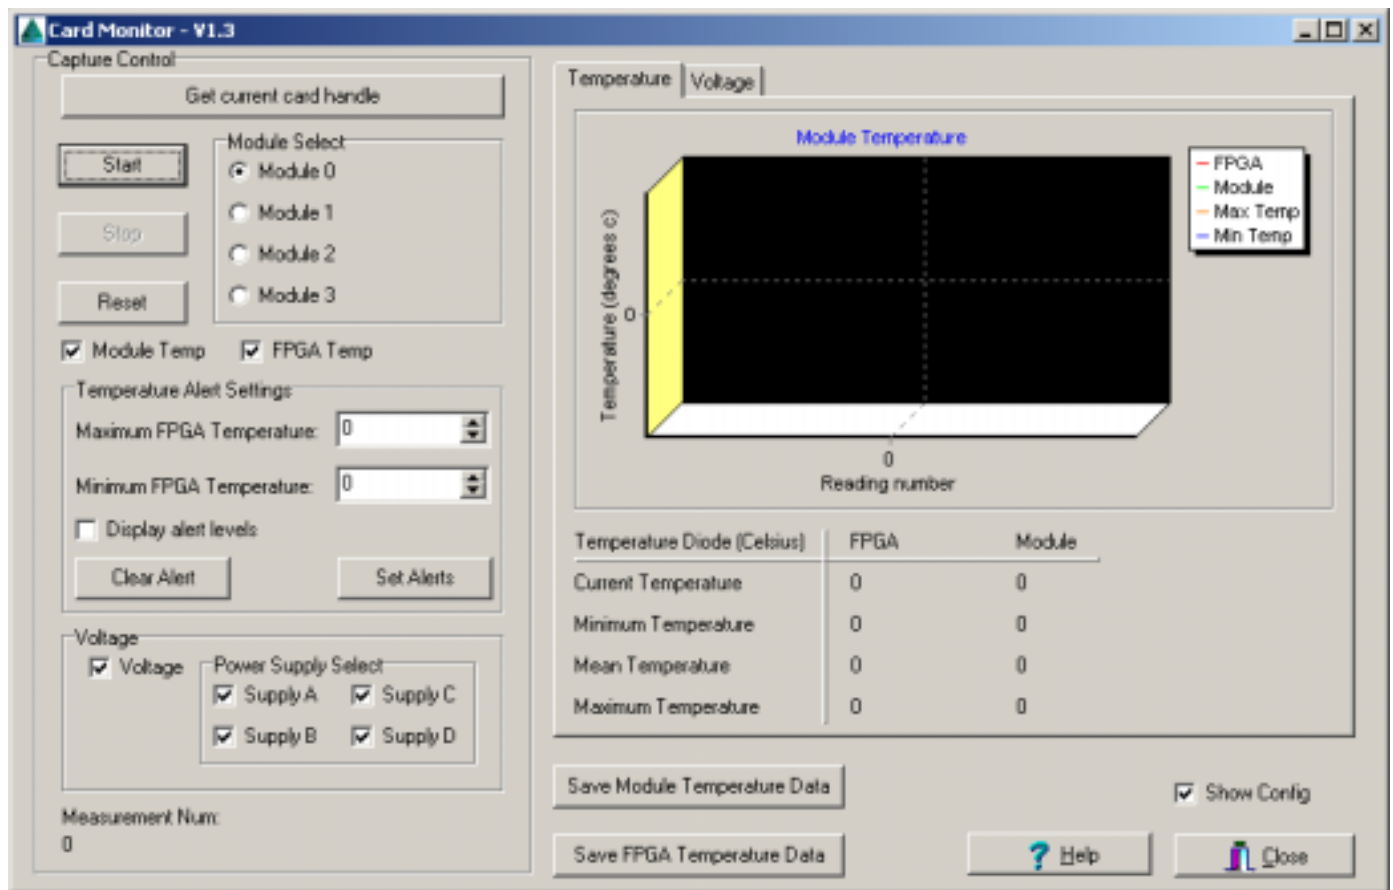 Card Monitor - V1.3
Capture Control
Get current card handle
Start
Stop
Reset
Module Select
Module 0
Module 1
Module 2
Module 3
Module Temp
FPGA Temp
Temperature Alert Settings
Maximum FPGA Temperature: 0
Minimum FPGA Temperature: 0
Display alert levels
Clear Alert
Set Alerts
Voltage
Voltage
Power Supply Select
Supply A
Supply C
Supply B
Supply D
Measurement Num:
0
Temperature
Voltage
Module Temperature
Temperature (degrees c)
0
0
Reading number
FPGA
Module
Max Temp
Min Temp
Temperature Diode (Celsius) FPGA Module
Current Temperature 0 0
Minimum Temperature 0 0
Mean Temperature 0 0
Maximum Temperature 0 0
Save Module Temperature Data
Show Config
Save FPGA Temperature Data
? Help
Close